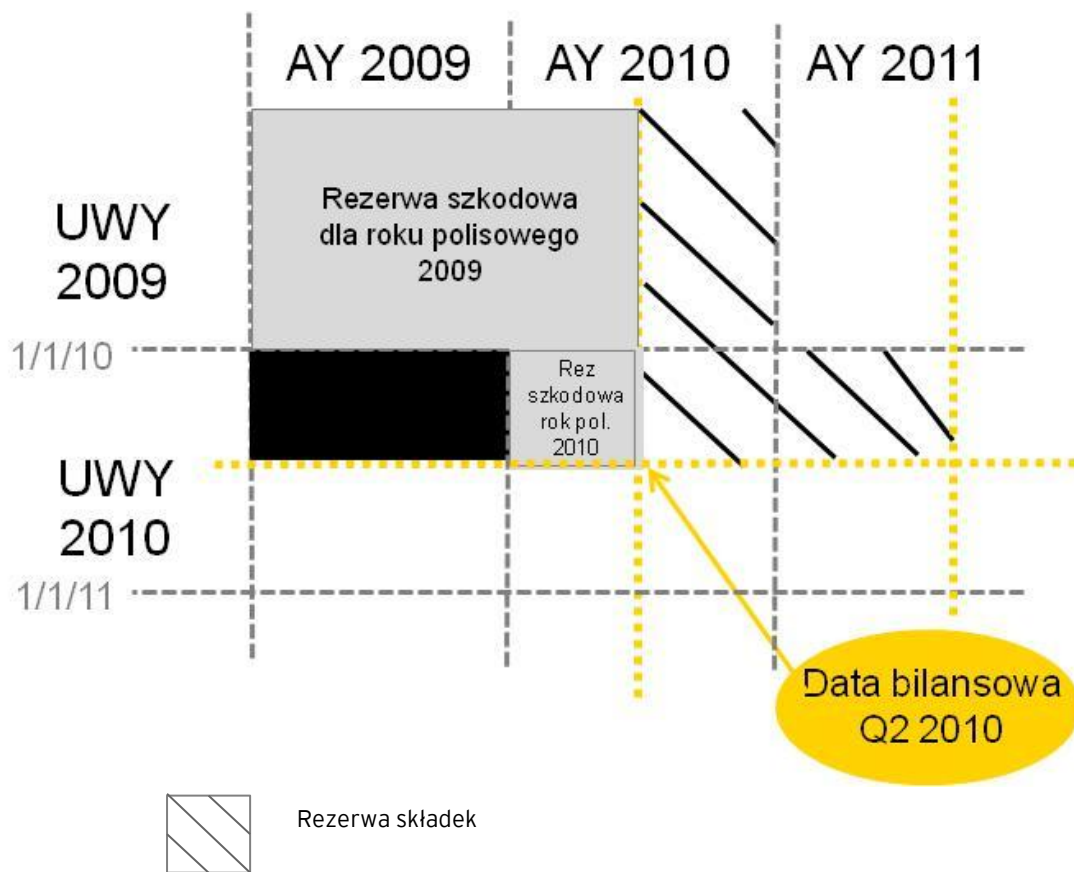 AY 2009
AY 2010
AY 2011
UWY
2009
Rezerwa szkodowa
dla roku polisowego
2009
1/1/10
Rez
szkodowa
rok pol.
2010
UWY
2010
1/1/11
Data bilansowa
Q2 2010
Rezerwa składek